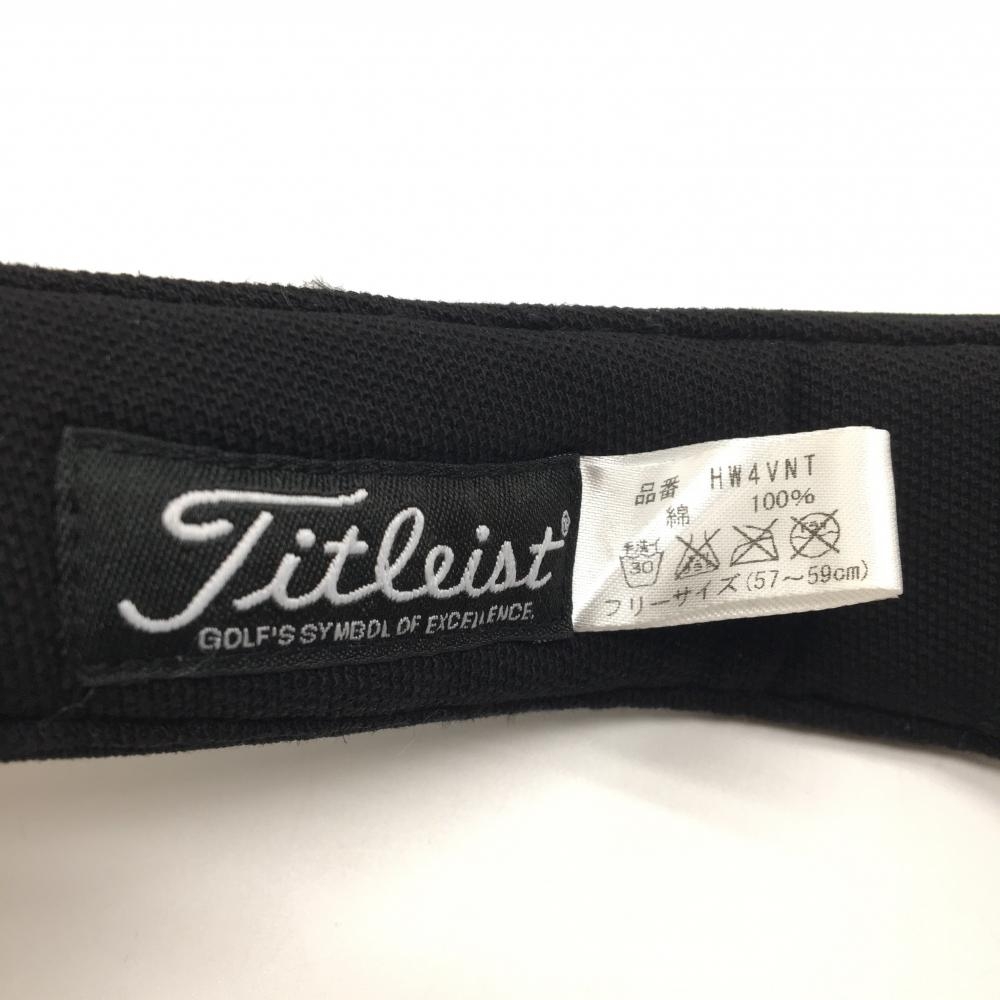 Titleist®
GOLF'S SYMBOL OF EXCELLENCE.
品番 HW4VNT
綿 100%
手洗イ
30
フリーサイズ(57〜59cm)